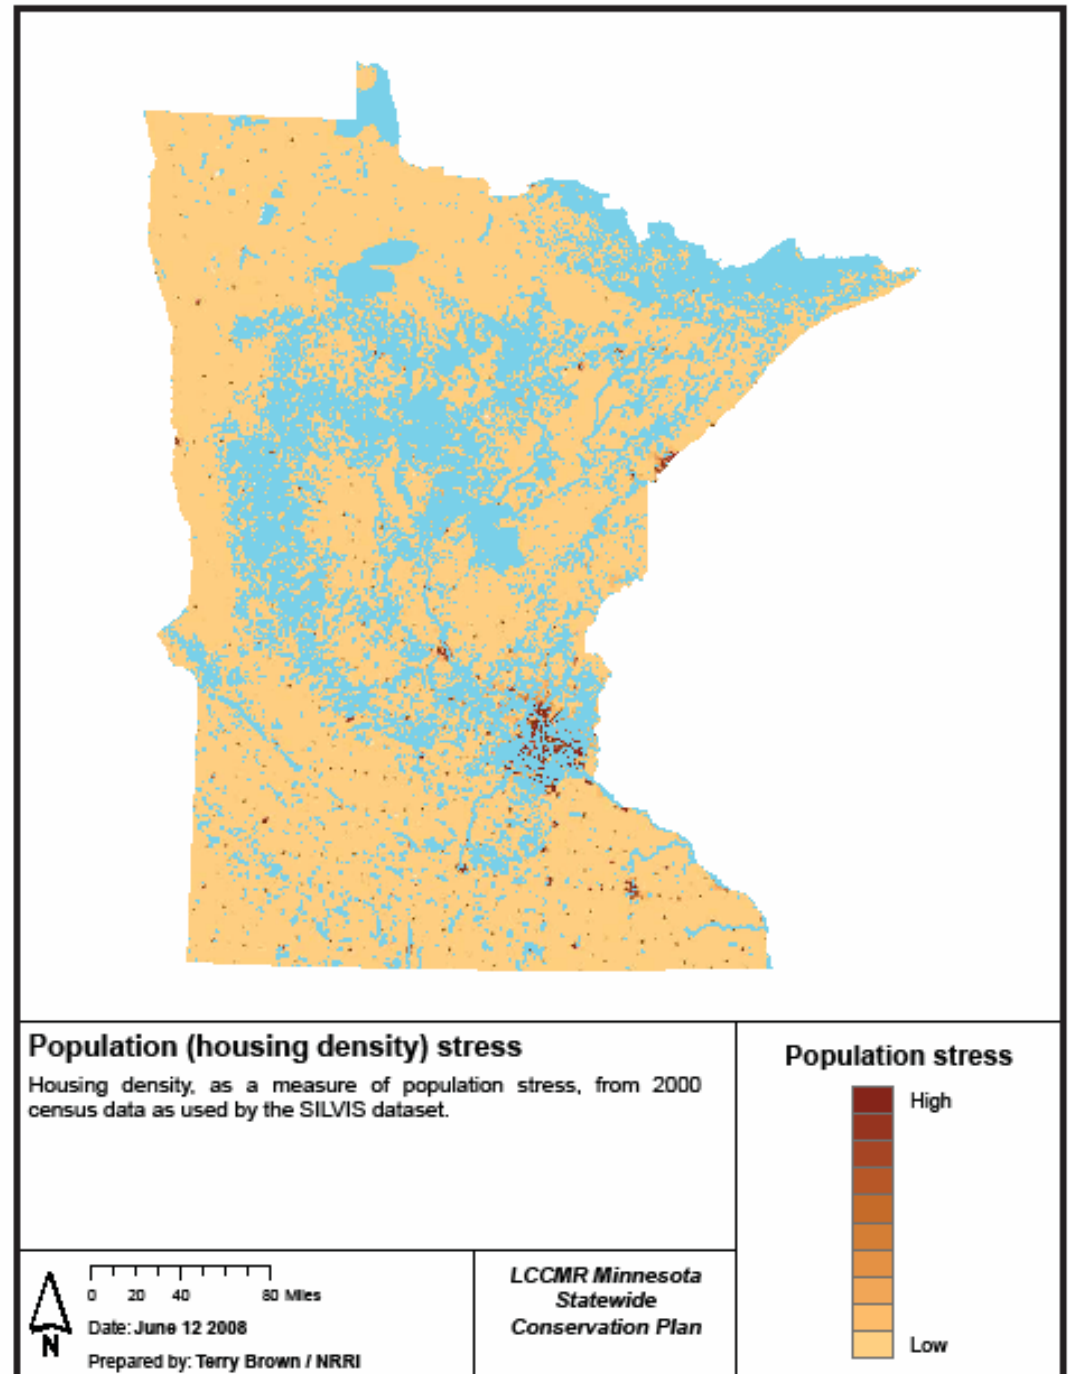 Population (housing density) stress
Housing density, as a measure of population stress, from 2000
census data as used by the SILVIS dataset.
Population stress
High
Low
0 20 40 80 Miles
N
Date: June 12 2008
Prepared by: Terry Brown / NRRI
LCCMR Minnesota
Statewide
Conservation Plan